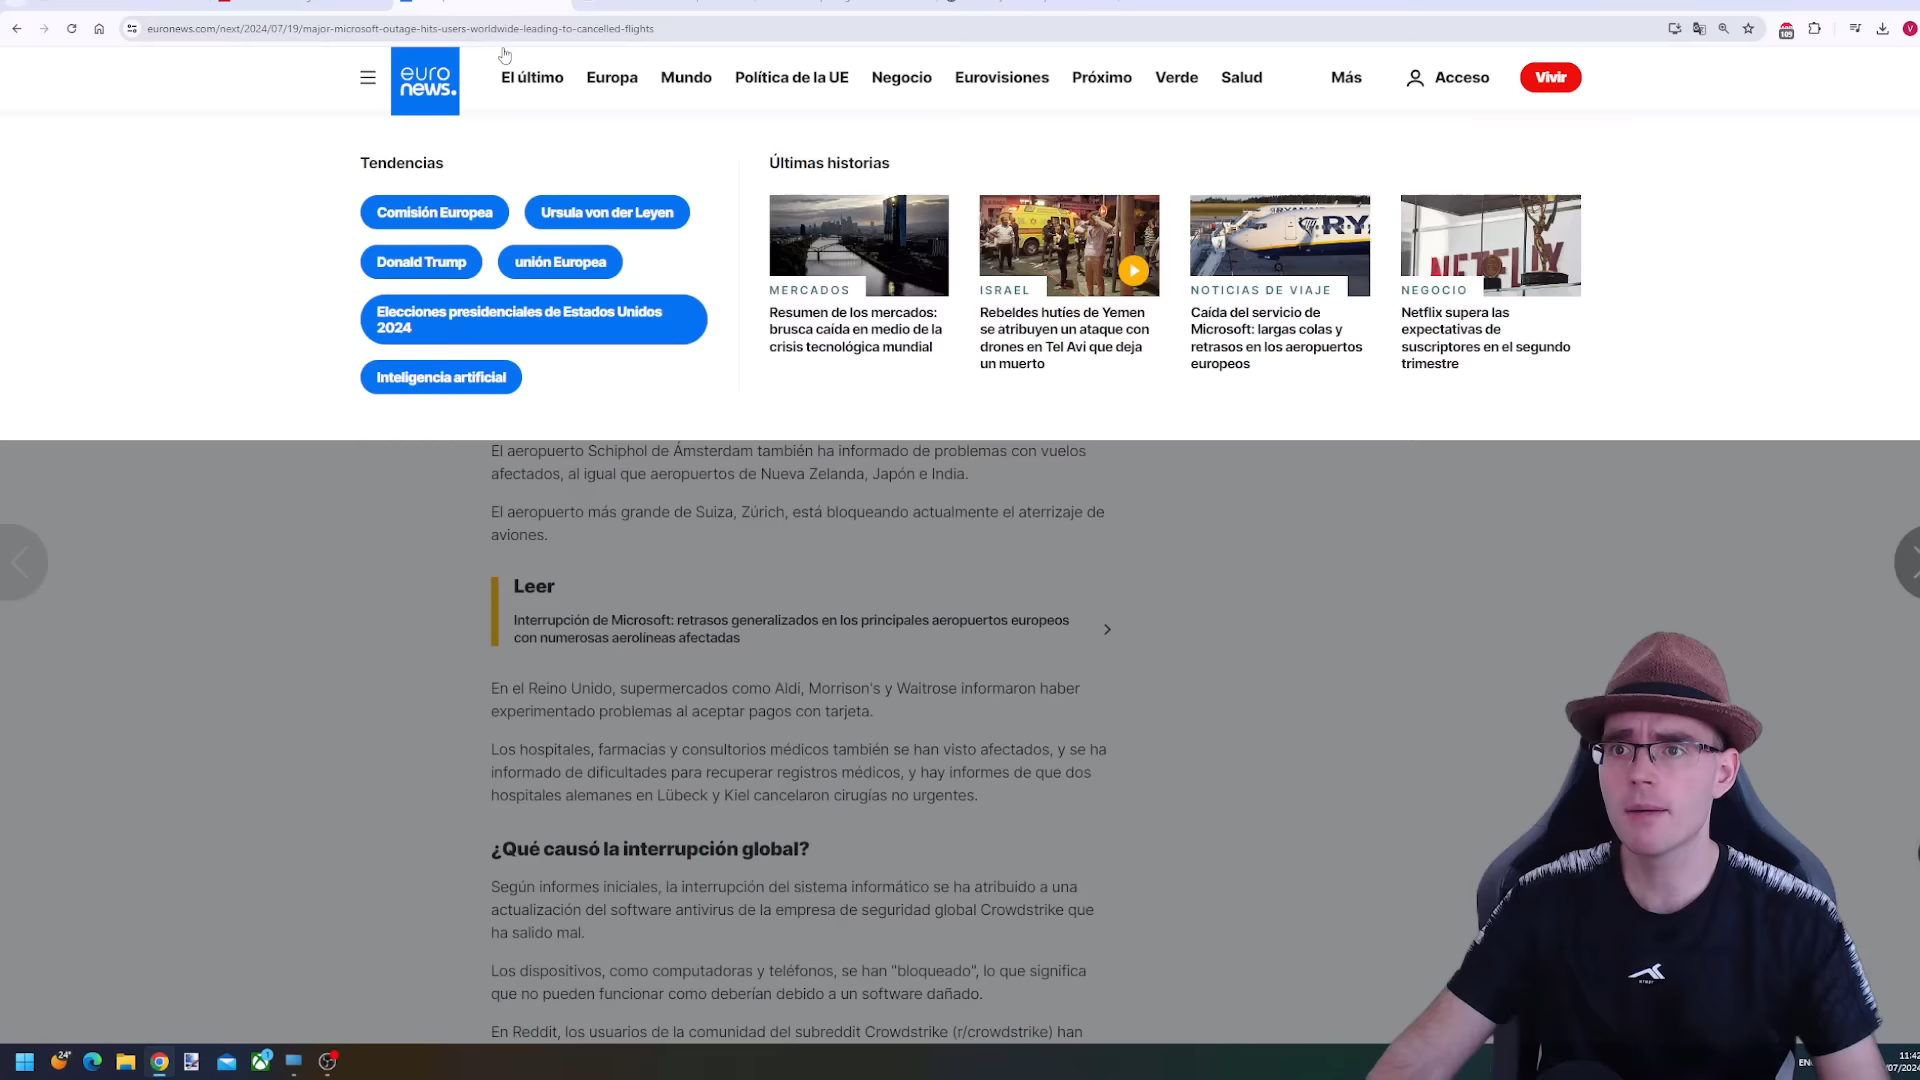 euronews.com/next/2024/07/19/major-microsoft-outage-hits-users-worldwide-leading-to-cancelled-flights
109
V
euro
news.
El último
Europa
Mundo
Política de la UE
Negocio
Eurovisiones
Próximo
Verde
Salud
Más
Acceso
Vivir
Tendencias
Comisión Europea
Ursula von der Leyen
Donald Trump
unión Europea
Elecciones presidenciales de Estados Unidos
2024
Inteligencia artificial
Últimas historias
MERCADOS
Resumen de los mercados:
brusca caída en medio de la
crisis tecnológica mundial
ISRAEL
Rebeldes hutíes de Yemen
se atribuyen un ataque con
drones en Tel Avi que deja
un muerto
RY
NOTICIAS DE VIAJE
Caída del servicio de
Microsoft: largas colas y
retrasos en los aeropuertos
europeos
NETFLIX
NEGOCIO
Netflix supera las
expectativas de
suscriptores en el segundo
trimestre
El aeropuerto Schiphol de Ámsterdam también ha informado de problemas con vuelos
afectados, al igual que aeropuertos de Nueva Zelanda, Japón e India.
El aeropuerto más grande de Suiza, Zúrich, está bloqueando actualmente el aterrizaje de
aviones.
Leer
Interrupción de Microsoft: retrasos generalizados en los principales aeropuertos europeos
con numerosas aerolíneas afectadas
En el Reino Unido, supermercados como Aldi, Morrison's y Waitrose informaron haber
experimentado problemas al aceptar pagos con tarjeta.
Los hospitales, farmacias y consultorios médicos también se han visto afectados, y se ha
informado de dificultades para recuperar registros médicos, y hay informes de que dos
hospitales alemanes en Lübeck y Kiel cancelaron cirugías no urgentes.
¿Qué causó la interrupción global?
Según informes iniciales, la interrupción del sistema informático se ha atribuido a una
actualización del software antivirus de la empresa de seguridad global Crowdstrike que
ha salido mal.
Los dispositivos, como computadoras y teléfonos, se han "bloqueado", lo que significa
que no pueden funcionar como deberían debido a un software dañado.
En Reddit, los usuarios de la comunidad del subreddit Crowdstrike (r/crowdstrike) han
24°
1
EN
11:42
/07/2024